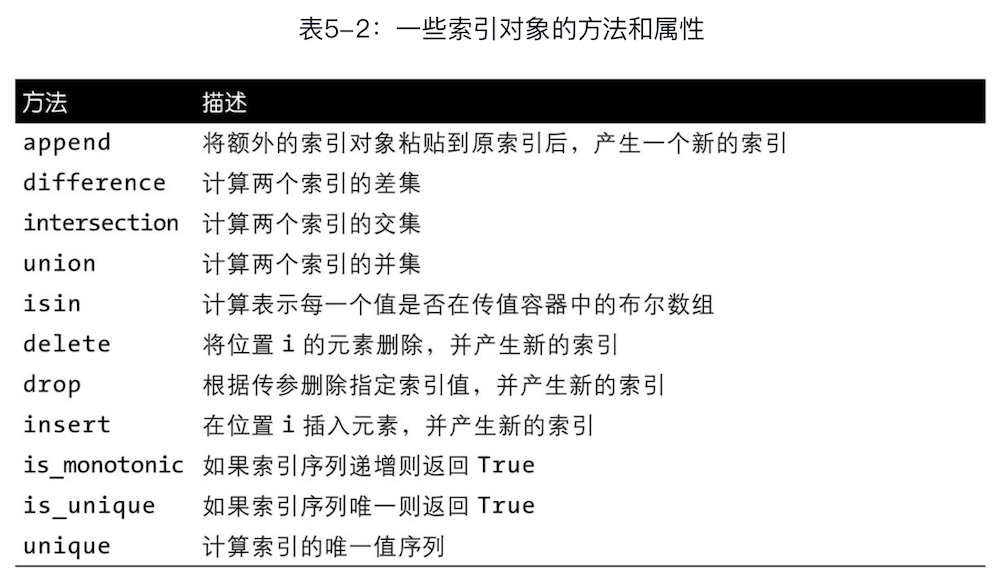 表5-2：一些索引对象的方法和属性
方法 描述
append 将额外的索引对象粘贴到原索引后，产生一个新的索引
difference 计算两个索引的差集
intersection 计算两个索引的交集
union 计算两个索引的并集
isin 计算表示每一个值是否在传值容器中的布尔数组
delete 将位置 i 的元素删除，并产生新的索引
drop 根据传参删除指定索引值，并产生新的索引
insert 在位置 i 插入元素，并产生新的索引
is_monotonic 如果索引序列递增则返回 True
is_unique 如果索引序列唯一则返回 True
unique 计算索引的唯一值序列